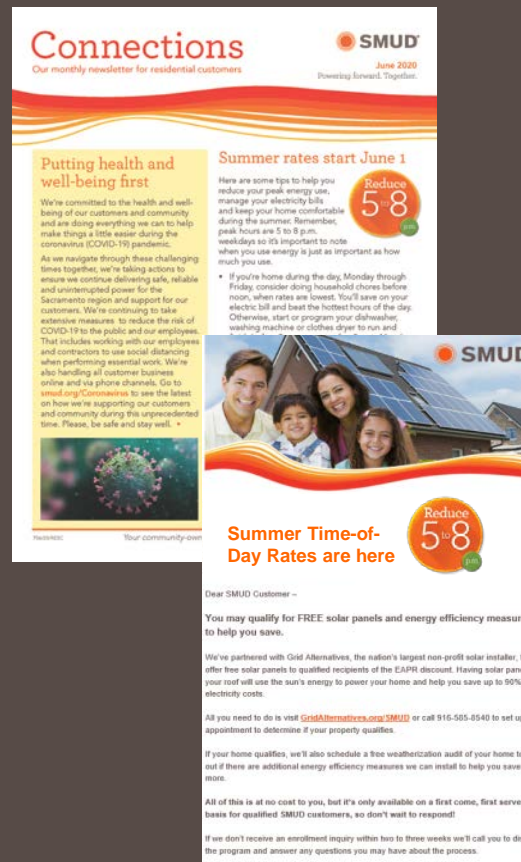 Connections
Our monthly newsletter for residential customers
SMUD
June 2020
Powering forward. Together.
Putting health and
well-being first
We're committed to the health and well-
being of our customers and community
and are doing everything we can to help
make things a little easier during the
coronavirus (COVID-19) pandemic.
As we navigate through these challenging
times together, we're taking actions to
ensure we continue delivering safe, reliable
and uninterrupted power for the
Sacramento region and support for our
customers. We're continuing to take
extensive measures to reduce the risk of
COVID-19 to the public and our employees.
That includes working with our employees
and contractors to use social distancing
when performing essential work. We're
also handling all customer business
online and via phone channels. Go to
smud.org/Coronavirus to see the latest
on how we're supporting our customers
and community during this unprecedented
time. Please, be safe and stay well.
Your community-own
Summer rates start June 1
Here are some tips to help you
reduce your peak energy use,
manage your electricity bills
and keep your home comfortable
during the summer. Remember,
peak hours are 5 to 8 p.m.
weekdays so it's important to note
when you use energy is just as important as how
much you use.
Reduce
5 to 8
p.m.
• If you're home during the day, Monday through
Friday, consider doing household chores before
noon, when rates are lowest. You'll save on your
electric bill and beat the hottest hours of the day.
Otherwise, start or program your dishwasher,
washing machine or clothes dryer to run and
SMUD
Summer Time-of-
Day Rates are here
Reduce
5 to 8
p.m.
Dear SMUD Customer –
You may qualify for FREE solar panels and energy efficiency measur
to help you save.
We've partnered with Grid Alternatives, the nation's largest non-profit solar installer,
offer free solar panels to qualified recipients of the EAPR discount. Having solar pane
your roof will use the sun's energy to power your home and help you save up to 90%
electricity costs.
All you need to do is visit GridAlternatives.org/SMUD or call 916-585-8540 to set up
appointment to determine if your property qualifies.
If your home qualifies, we'll also schedule a free weatherization audit of your home to
out if there are additional energy efficiency measures we can install to help you save
more.
All of this is at no cost to you, but it's only available on a first come, first serve
basis for qualified SMUD customers, so don't wait to respond!
If we don't receive an enrollment inquiry within two to three weeks we'll call you to dis
the program and answer any questions you may have about the process.